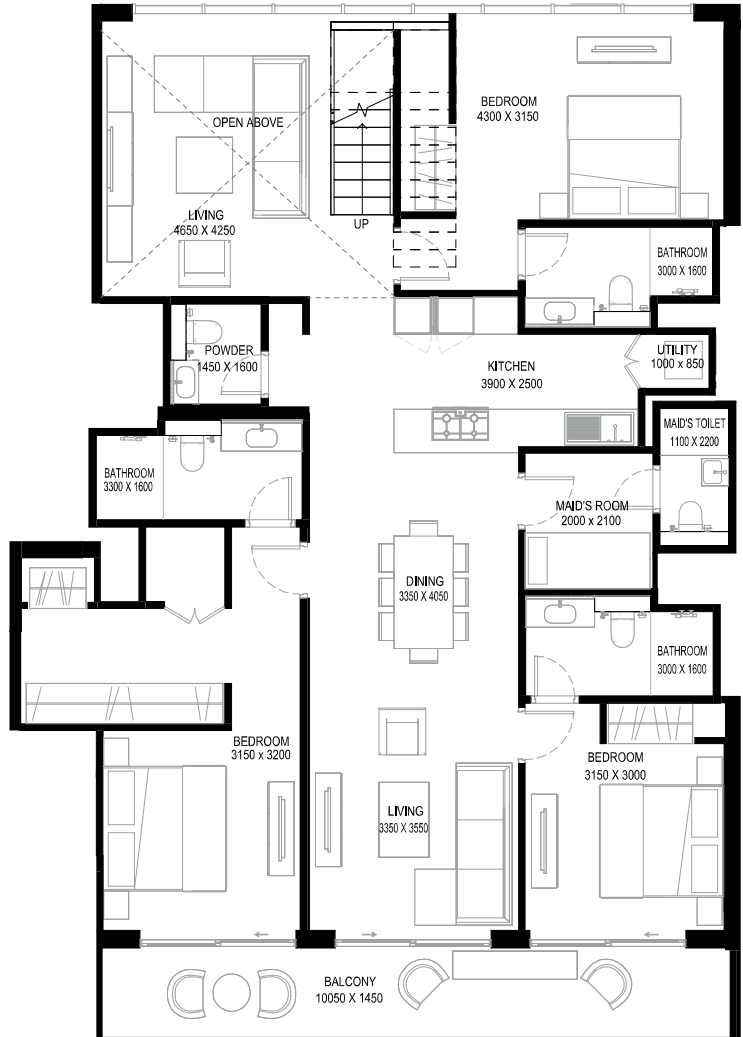 BEDROOM
4300 X 3150
OPEN ABOVE
LIVING
4650 X 4250
UP
BATHROOM
3000 X 1600
POWDER
1450 X 1600
KITCHEN
3900 X 2500
UTILITY
1000 x 850
MAID'S TOILET
1100 X 2200
BATHROOM
3300 X 1600
MAID'S ROOM
2000 x 2100
DINING
3350 X 4050
BATHROOM
3000 X 1600
BEDROOM
3150 X 3200
BEDROOM
3150 X 3000
LIVING
3350 X 3550
BALCONY
10050 X 1450